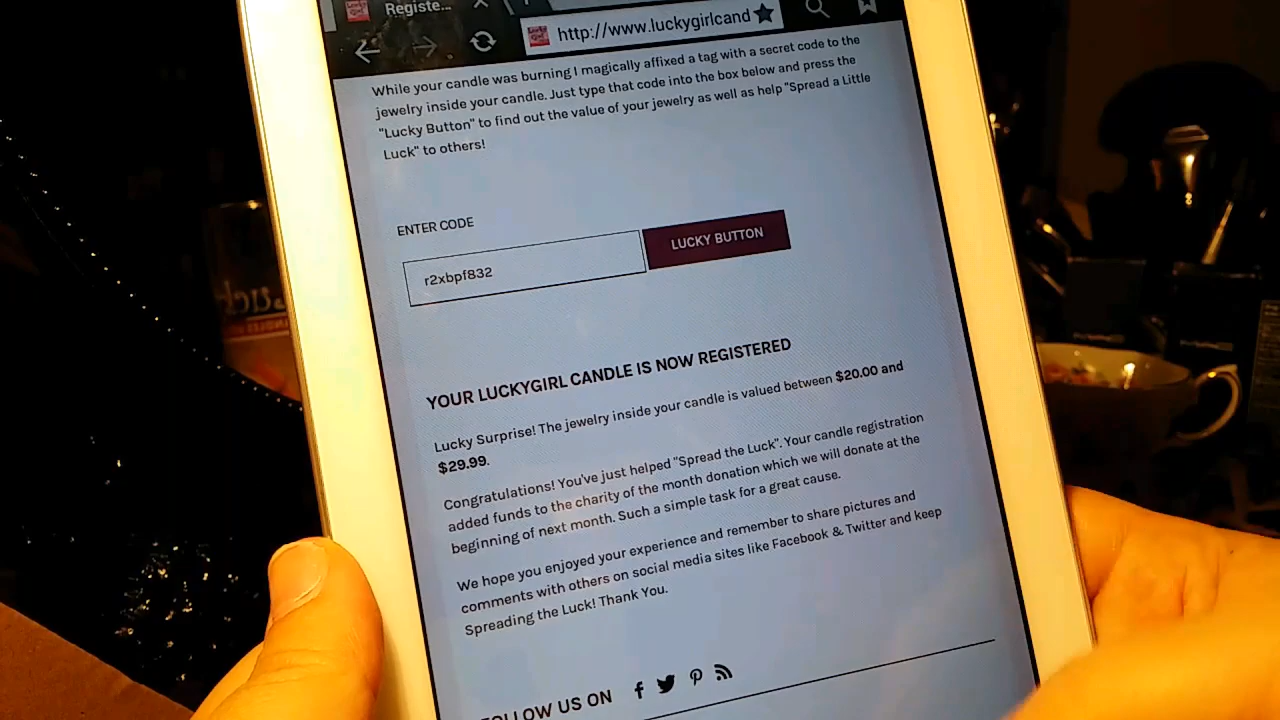 Registe...
http://www.luckygirlcand
While your candle was burning I magically affixed a tag with a secret code to the
jewelry inside your candle. Just type that code into the box below and press the
"Lucky Button" to find out the value of your jewelry as well as help "Spread a Little
Luck" to others!
ENTER CODE
r2xbpf832
LUCKY BUTTON
YOUR LUCKYGIRL CANDLE IS NOW REGISTERED
Lucky Surprise! The jewelry inside your candle is valued between $20.00 and
$29.99.
Congratulations! You've just helped "Spread the Luck". Your candle registration
added funds to the charity of the month donation which we will donate at the
beginning of next month. Such a simple task for a great cause.
We hope you enjoyed your experience and remember to share pictures and
comments with others on social media sites like Facebook & Twitter and keep
Spreading the Luck! Thank You.
FOLLOW US ON